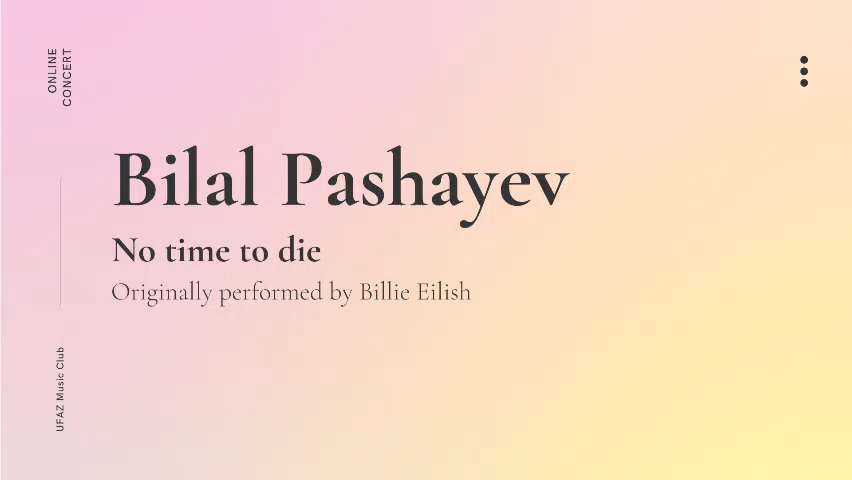 ONLINE
CONCERT
Bilal Pashayev
No time to die
Originally performed by Billie Eilish
UFAZ Music Club